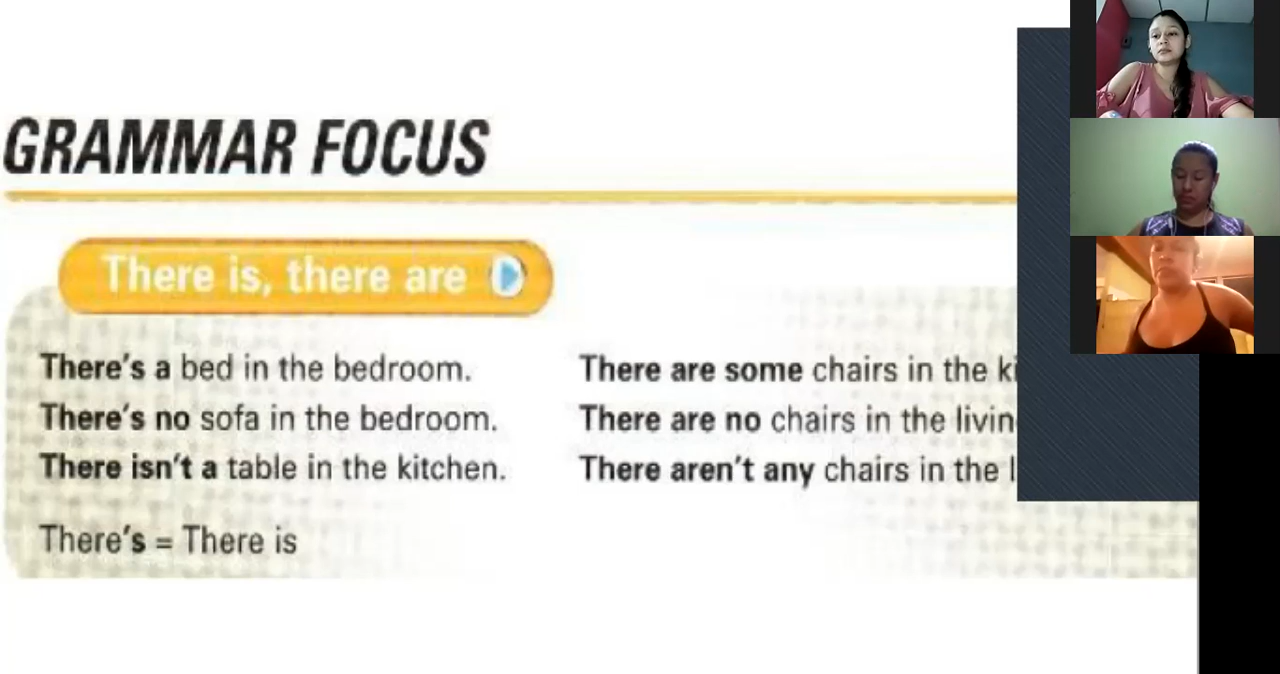 GRAMMAR FOCUS
There is, there are
There's a bed in the bedroom.
There's no sofa in the bedroom.
There isn't a table in the kitchen.
There's = There is
There are some chairs in the
There are no chairs in the
There aren't any chairs in the